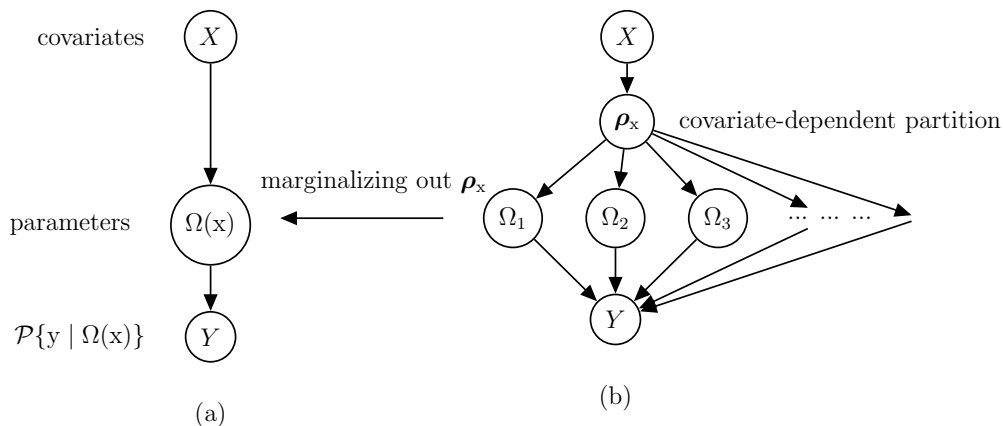 covariates
X
parameters
Ω(x)
𝒫{y | Ω(x)}
Y
(a)
marginalizing out 𝝆ₓ
X
𝝆ₓ
covariate-dependent partition
Ω₁
Ω₂
Ω₃
... ... ...
Y
(b)